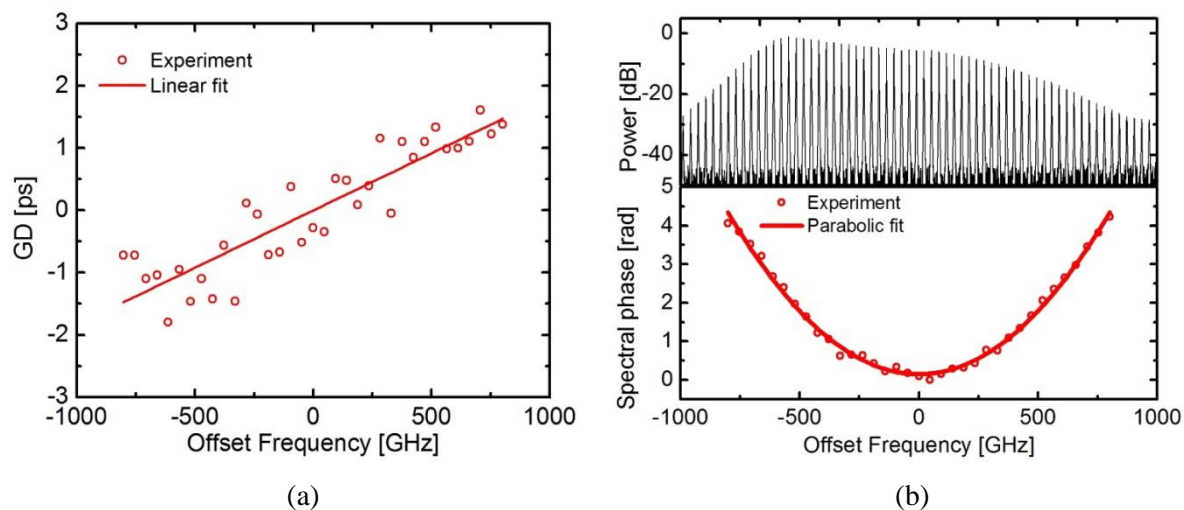 3
2
1
0
-1
-2
-3
GD [ps]
Experiment
Linear fit
-1000 -500 0 500 1000
Offset Frequency [GHz]
(a)
0
-20
-40
Power [dB]
5
4
3
2
1
0
Spectral phase [rad]
Experiment
Parabolic fit
-1000 -500 0 500 1000
Offset Frequency [GHz]
(b)